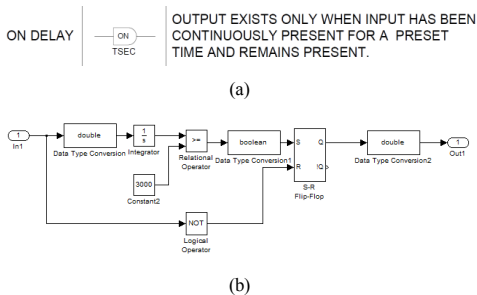 ON DELAY
ON
TSEC
OUTPUT EXISTS ONLY WHEN INPUT HAS BEEN
CONTINUOUSLY PRESENT FOR A PRESET
TIME AND REMAINS PRESENT.
(a)
1
In1
double
Data Type Conversion
1
s
Integrator
>=
Relational
Operator
boolean
Data Type Conversion1
S Q
R !Q
S-R
Flip-Flop
double
Data Type Conversion2
1
Out1
3000
Constant2
NOT
Logical
Operator
(b)